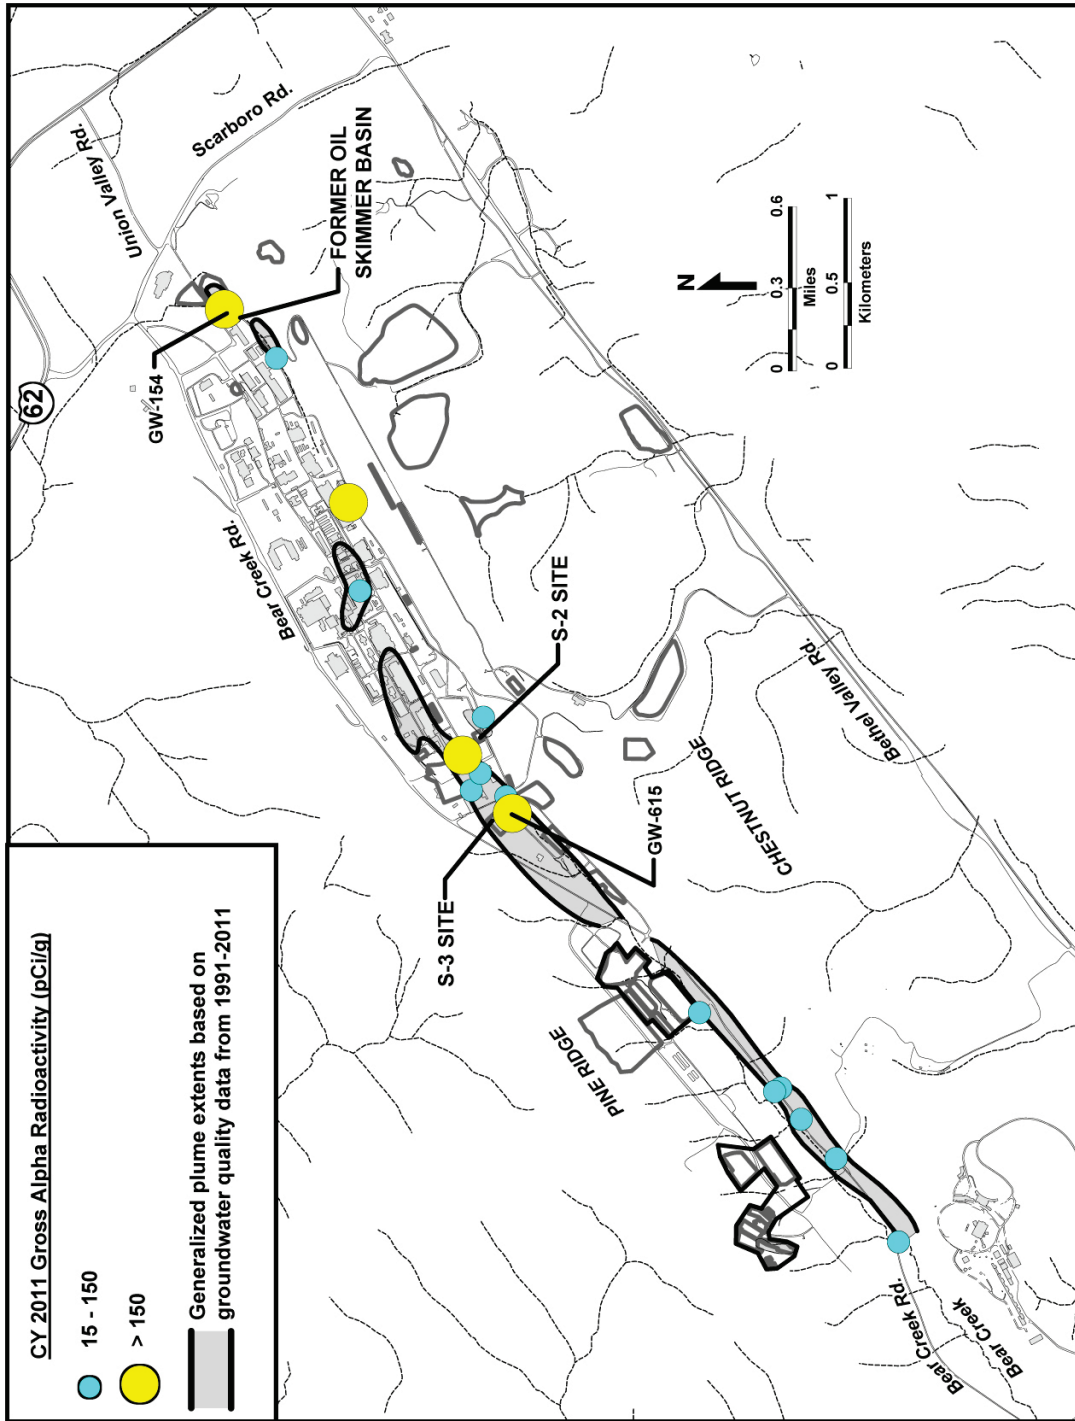 CY 2011 Gross Alpha Radioactivity (pCi/g)
15 - 150
> 150
Generalized plume extents based on
groundwater quality data from 1991-2011
62
Union Valley Rd.
Scarboro Rd.
GW-154
FORMER OIL
SKIMMER BASIN
Bear Creek Rd.
S-2 SITE
S-3 SITE
GW-615
CHESTNUT RIDGE
Bethel Valley Rd.
PINE RIDGE
Bear Creek Rd.
Bear Creek
N
0 0.3 0.6
Miles
0 0.5 1
Kilometers